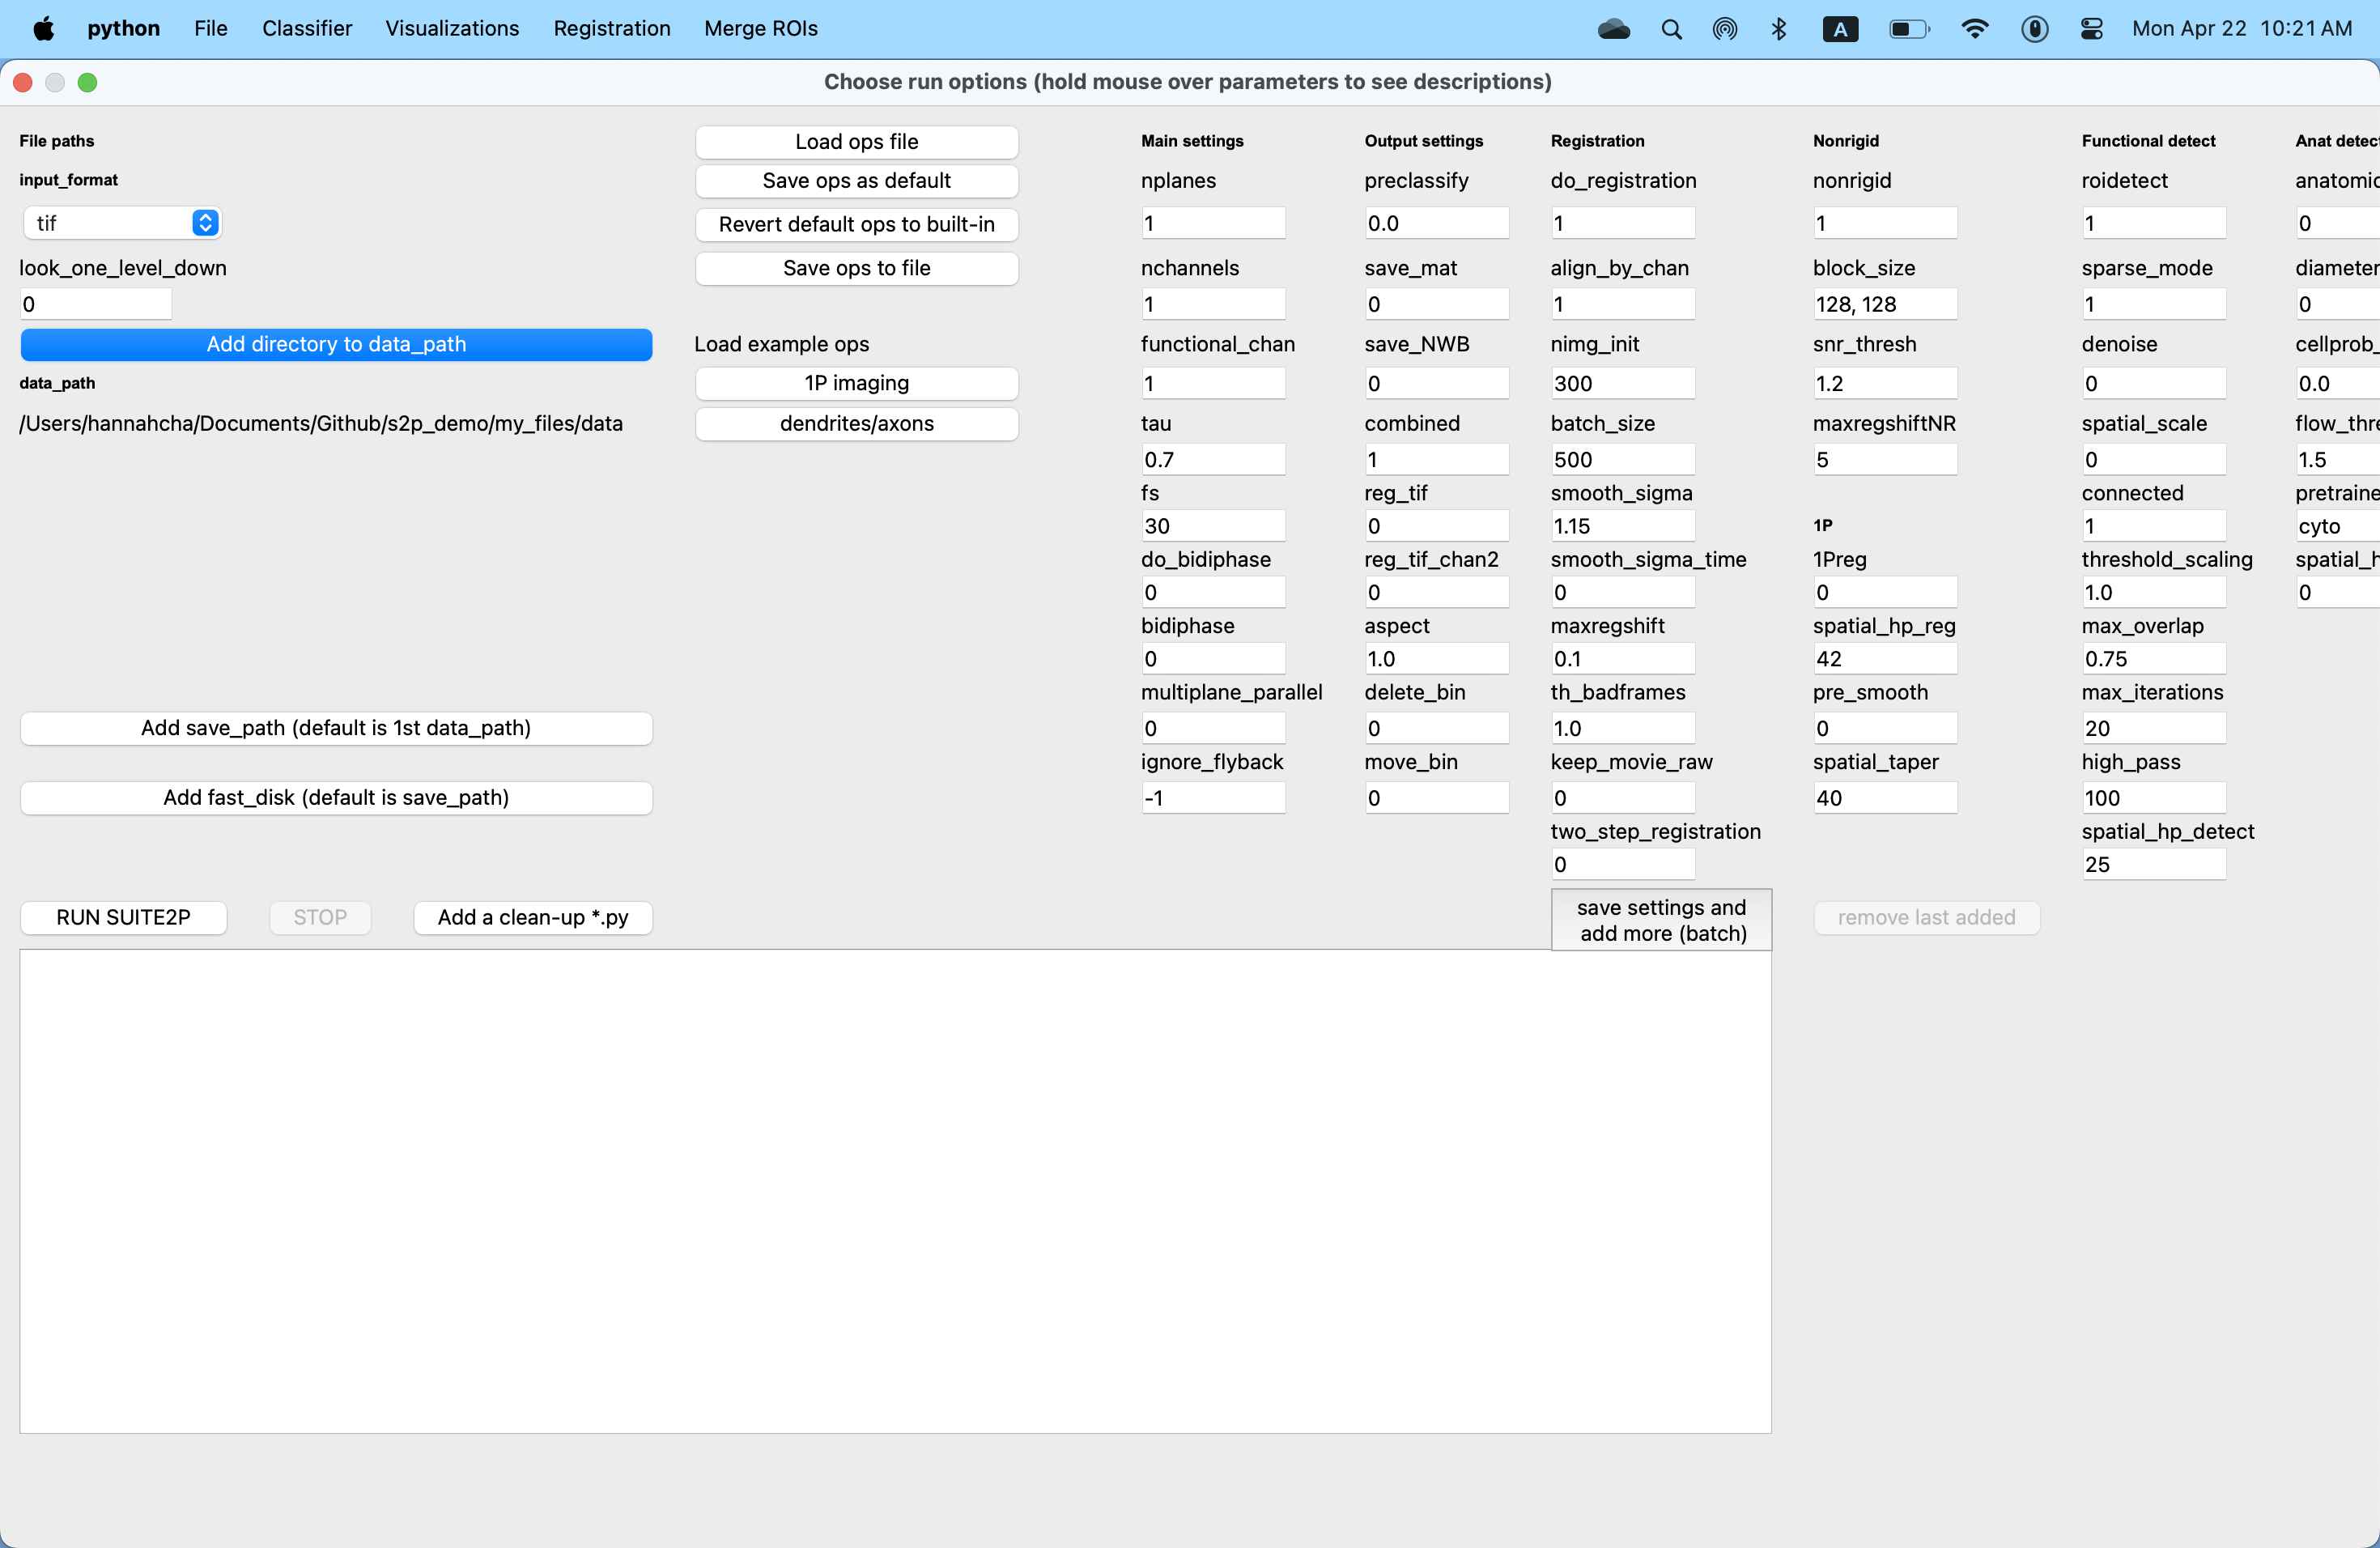 python File Classifier Visualizations Registration Merge ROIs A Mon Apr 22 10:21 AM
Choose run options (hold mouse over parameters to see descriptions)
File paths
input_format
tif
look_one_level_down
0
Add directory to data_path
data_path
/Users/hannahcha/Documents/Github/s2p_demo/my_files/data
Add save_path (default is 1st data_path)
Add fast_disk (default is save_path)
RUN SUITE2P
STOP
Add a clean-up *.py
Load ops file
Save ops as default
Revert default ops to built-in
Save ops to file
Load example ops
1P imaging
dendrites/axons
Main settings
nplanes
1
nchannels
1
functional_chan
1
tau
0.7
fs
30
do_bidiphase
0
bidiphase
0
multiplane_parallel
0
ignore_flyback
-1
Output settings
preclassify
0.0
save_mat
0
save_NWB
0
combined
1
reg_tif
0
reg_tif_chan2
0
aspect
1.0
delete_bin
0
move_bin
0
Registration
do_registration
1
align_by_chan
1
nimg_init
300
batch_size
500
smooth_sigma
1.15
smooth_sigma_time
0
maxregshift
0.1
th_badframes
1.0
keep_movie_raw
0
two_step_registration
0
save settings and
add more (batch)
Nonrigid
nonrigid
1
block_size
128, 128
snr_thresh
1.2
maxregshiftNR
5
1P
1Preg
0
spatial_hp_reg
42
pre_smooth
0
spatial_taper
40
remove last added
Functional detect
roidetect
1
sparse_mode
1
denoise
0
spatial_scale
0
connected
1
threshold_scaling
1.0
max_overlap
0.75
max_iterations
20
high_pass
100
spatial_hp_detect
25
Anat detect
anatomic
0
diameter
0
cellprob_
0.0
flow_thre
1.5
pretraine
cyto
spatial_h
0